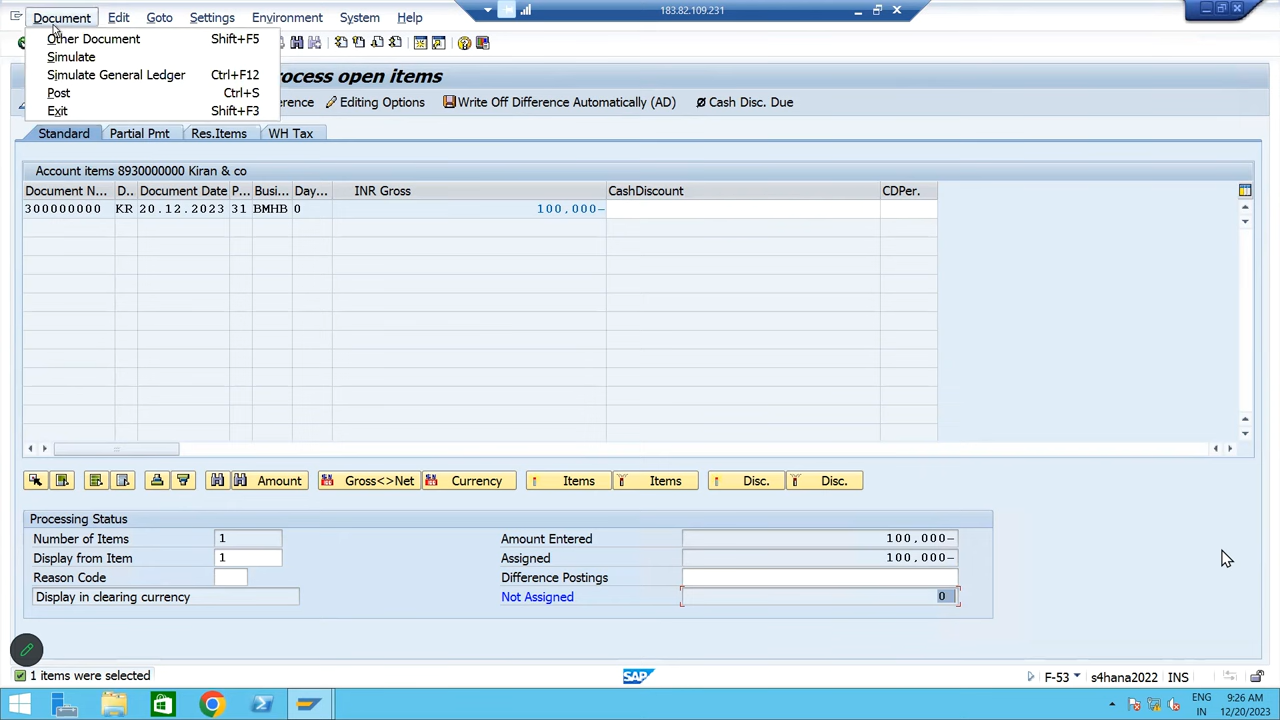 183.82.109.231
Document Edit Goto Settings Environment System Help
Other Document Shift+F5
Simulate
Simulate General Ledger Ctrl+F12
Post Ctrl+S
Exit Shift+F3
rocess open items
erence Editing Options Write Off Difference Automatically (AD) Cash Disc. Due
Standard Partial Pmt Res.Items WH Tax
Account items 8930000000 Kiran & co
Document N... D.. Document Date P... Busi... Day... INR Gross CashDiscount CDPer.
300000000 KR 20.12.2023 31 BMHB 0 100,000-
Amount Gross<>Net Currency Items Items Disc. Disc.
Processing Status
Number of Items 1 Amount Entered 100,000-
Display from Item 1 Assigned 100,000-
Reason Code Difference Postings
Display in clearing currency Not Assigned 0
1 items were selected SAP F-53 s4hana2022 INS
ENG 9:26 AM
IN 12/20/2023